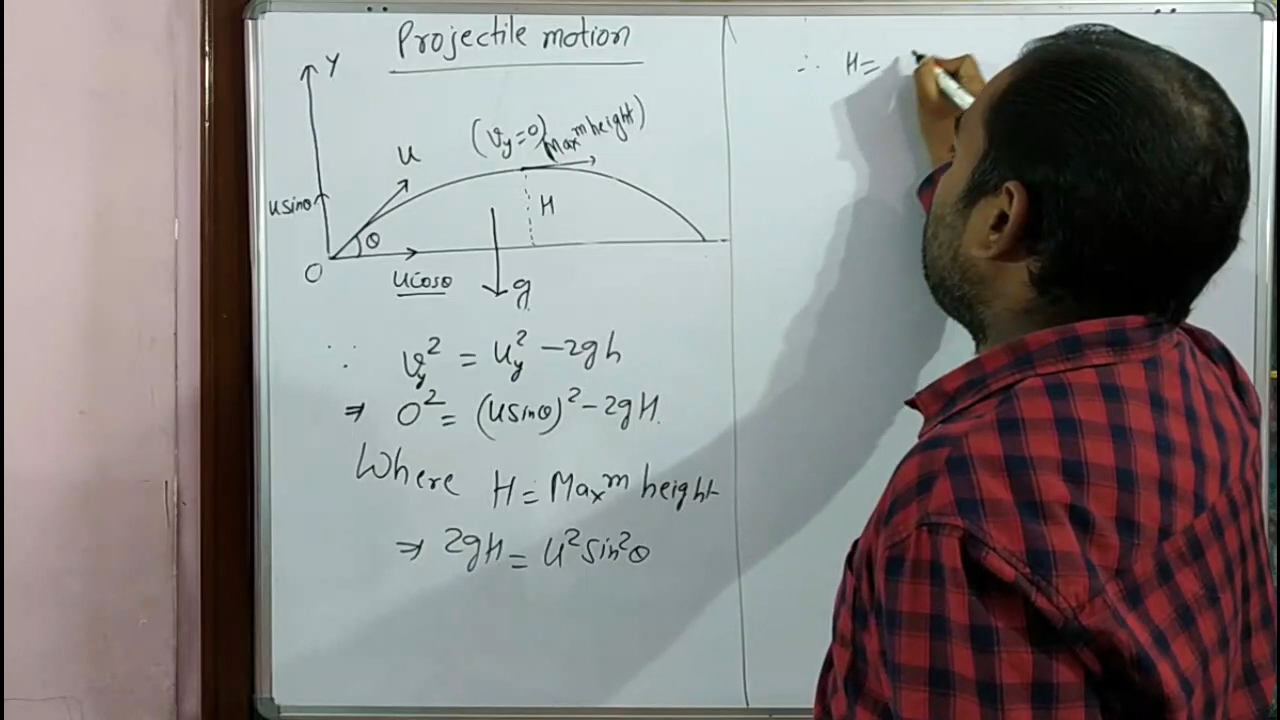 Projectile motion
Y
u
(vy=0)
Maxᵐ height)
usinθ
H
θ
O
ucosθ
g
∵ vy² = uy² - 2gh
⇒ 0² = (usinθ)² - 2gH.
Where H = Maxᵐ height
⇒ 2gH = u²sin²θ
∴ H =